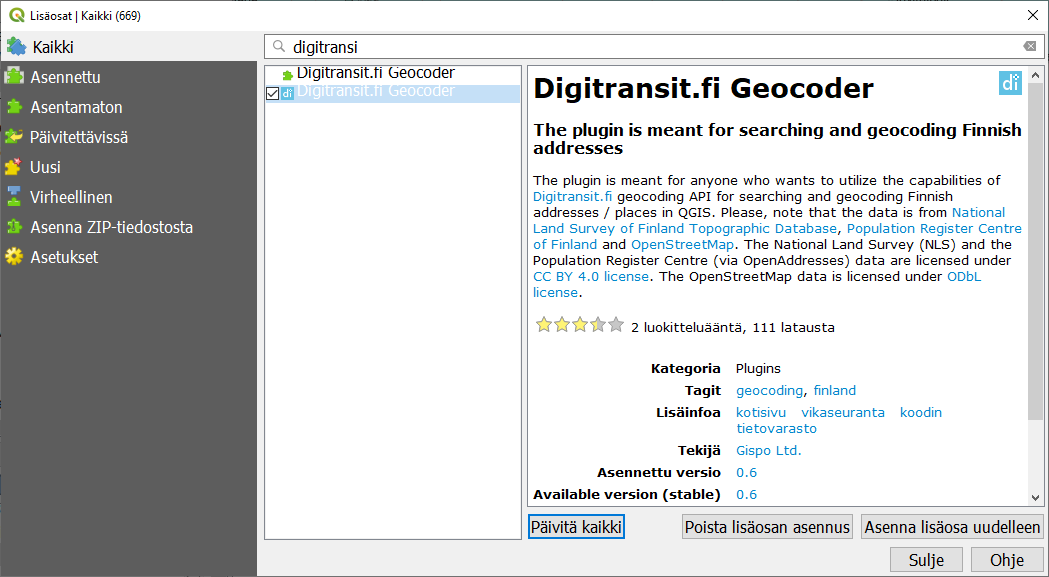 Lisäosat | Kaikki (669)
Kaikki
Asennettu
Asentamaton
Päivitettävissä
Uusi
Virheellinen
Asenna ZIP-tiedostosta
Asetukset
digitransi
Digitransit.fi Geocoder
di Digitransit.fi Geocoder
Digitransit.fi Geocoder
di
The plugin is meant for searching and geocoding Finnish
addresses
The plugin is meant for anyone who wants to utilize the capabilities of
Digitransit.fi geocoding API for searching and geocoding Finnish
addresses / places in QGIS. Please, note that the data is from National
Land Survey of Finland Topographic Database, Population Register Centre
of Finland and OpenStreetMap. The National Land Survey (NLS) and the
Population Register Centre (via OpenAddresses) data are licensed under
CC BY 4.0 license. The OpenStreetMap data is licensed under ODbL
license.
2 luokitteluääntä, 111 latausta
Kategoria Plugins
Tagit geocoding, finland
Lisäinfoa kotisivu vikaseuranta koodin
tietovarasto
Tekijä Gispo Ltd.
Asennettu versio 0.6
Available version (stable) 0.6
Päivitä kaikki
Poista lisäosan asennus
Asenna lisäosa uudelleen
Sulje
Ohje